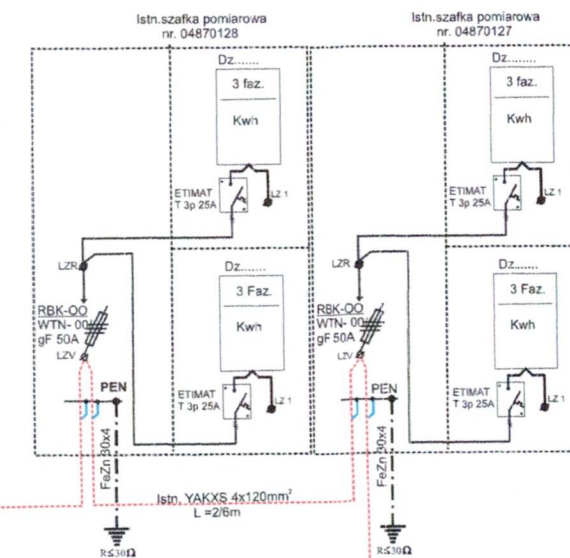 Istn.szafka pomiarowa
nr. 04870128
Dz.......
3 faz.
Kwh
ETIMAT
T 3p 25A
LZ 1
LZR
Dz.......
3 Faz.
Kwh
RBK-OO
WTN- 00
gF 50A
LZV
ETIMAT
T 3p 25A
LZ 1
PEN
FeZn 30x4
R≤30Ω
Istn.szafka pomiarowa
nr. 04870127
Dz.......
3 faz.
Kwh
ETIMAT
T 3p 25A
LZ 1
LZR
Dz.......
3 Faz.
Kwh
RBK-OO
WTN- 00
gF 50A
LZV
ETIMAT
T 3p 25A
LZ 1
PEN
FeZn 30x4
R≤30Ω
Istn. YAKXS 4x120mm²
L =2/6m